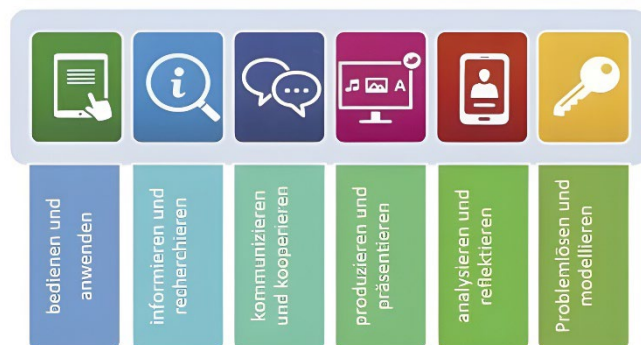 bedienen und
anwenden
informieren und
recherchieren
kommunizieren
und kooperieren
A
produzieren und
präsentieren
analysieren und
reflektieren
Problemlösen und
modellieren